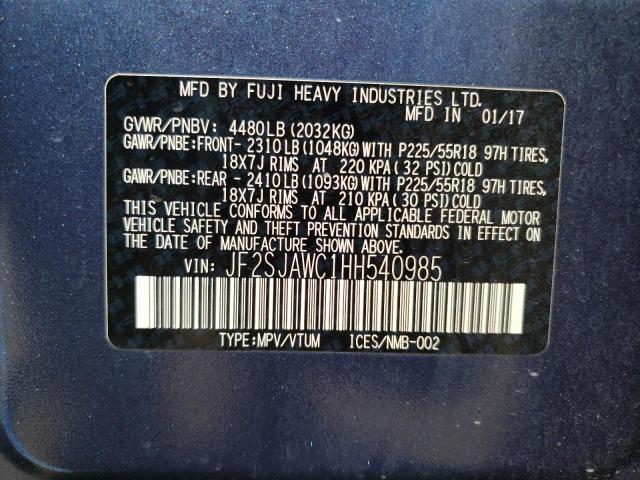 MFD BY FUJI HEAVY INDUSTRIES LTD.
MFD IN 01/17
GVWR/PNBV: 4480LB(2032KG)
GAWR/PNBE:FRONT- 2310LB(1048KG)WITH P225/55R18 97H TIRES,
18X7J RIMS AT 220 KPA(32 PSI)COLD
GAWR/PNBE:REAR - 2410LB(1093KG)WITH P225/55R18 97H TIRES,
18X7J RIMS AT 210 KPA(30 PSI)COLD
THIS VEHICLE CONFORMS TO ALL APPLICABLE FEDERAL MOTOR
VEHICLE SAFETY AND THEFT PREVENTION STANDARDS
IN EFFECT ON THE DATE OF MANUFACTURE SHOWN ABOVE.
VIN: JF2SJAWC1HH540985
TYPE:MPV/VTUM ICES/NMB-002